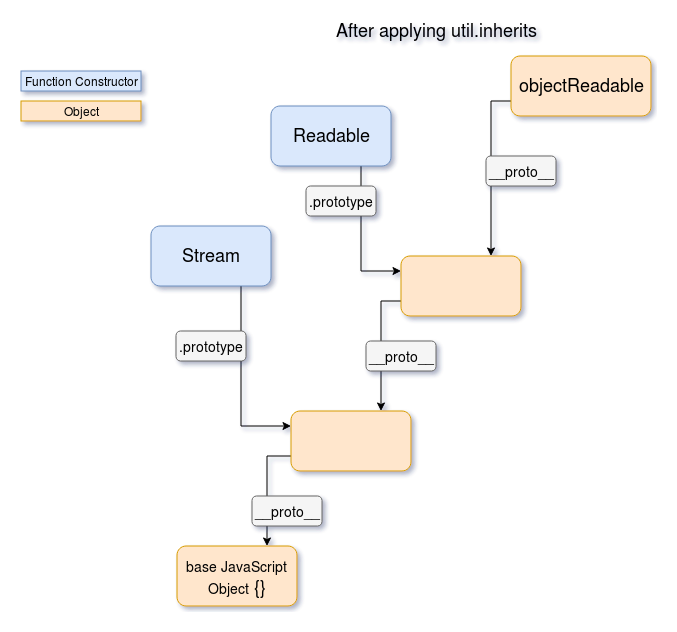 After applying util.inherits
Function Constructor
Object
objectReadable
Readable
__proto__
.prototype
Stream
.prototype
__proto__
__proto__
base JavaScript
Object {}